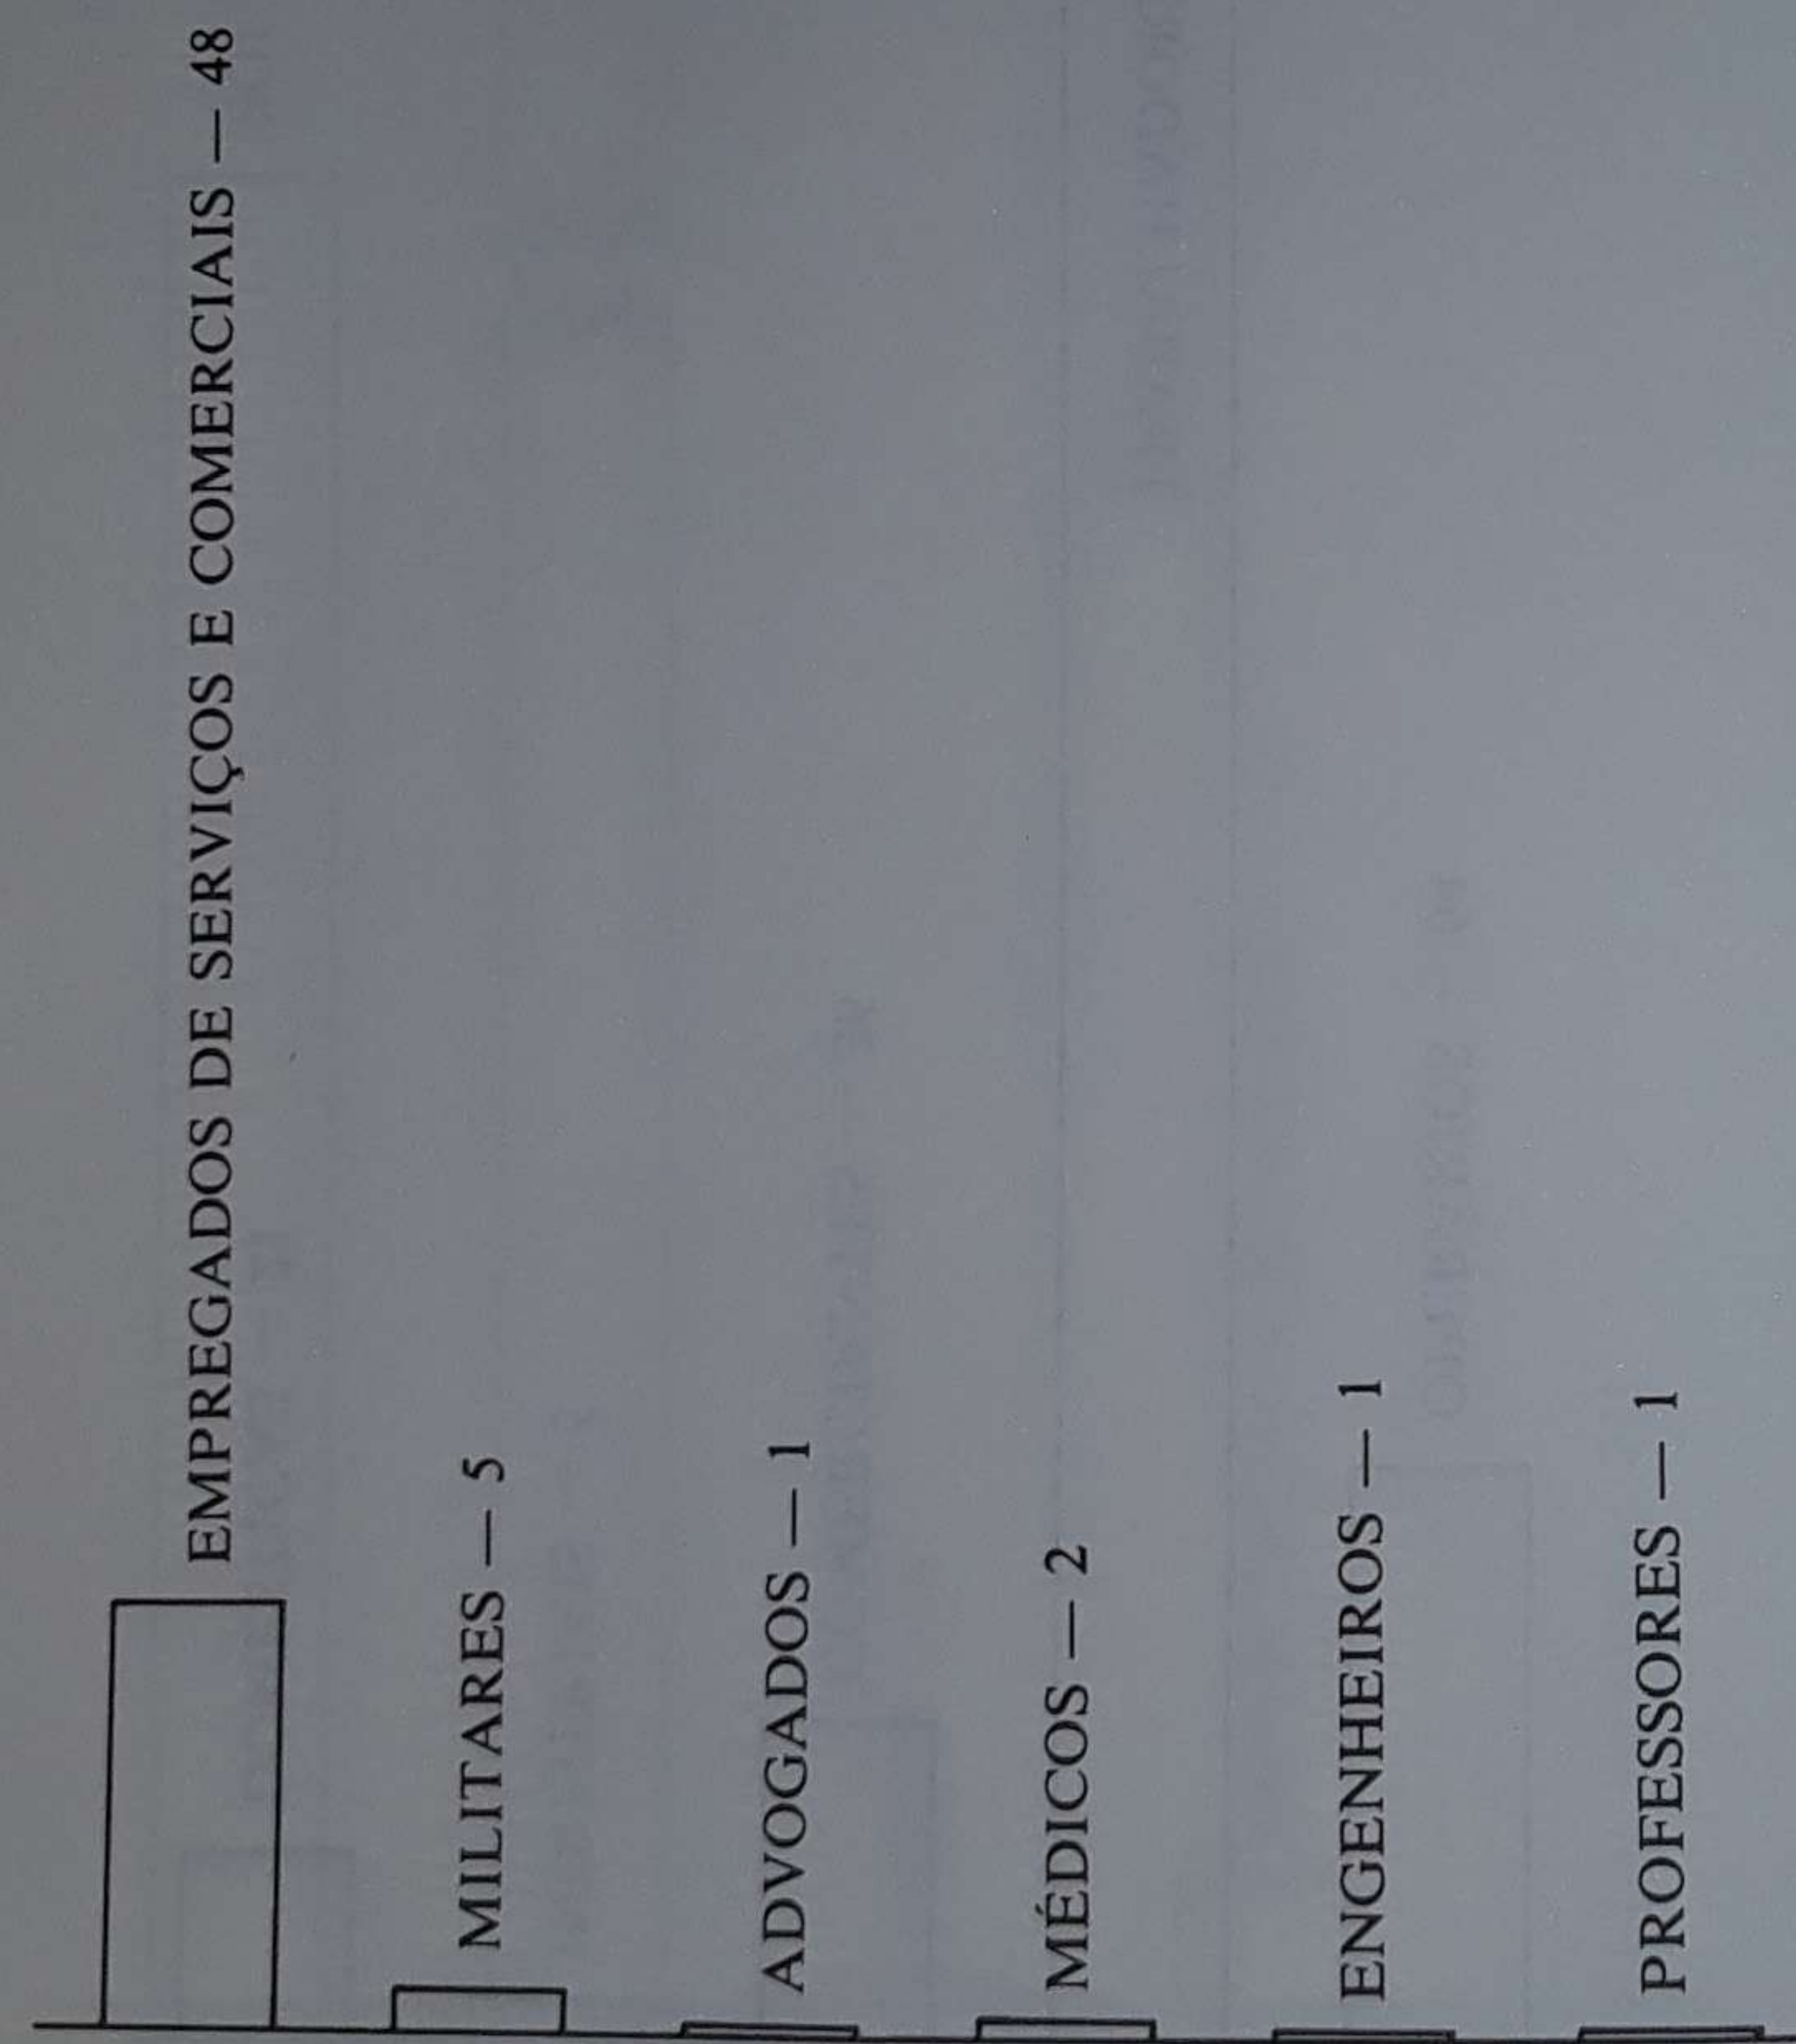 EMPREGADOS DE SERVIÇOS E COMERCIAIS — 48
MILITARES — 5
ADVOGADOS — 1
MÉDICOS — 2
ENGENHEIROS — 1
PROFESSORES — 1